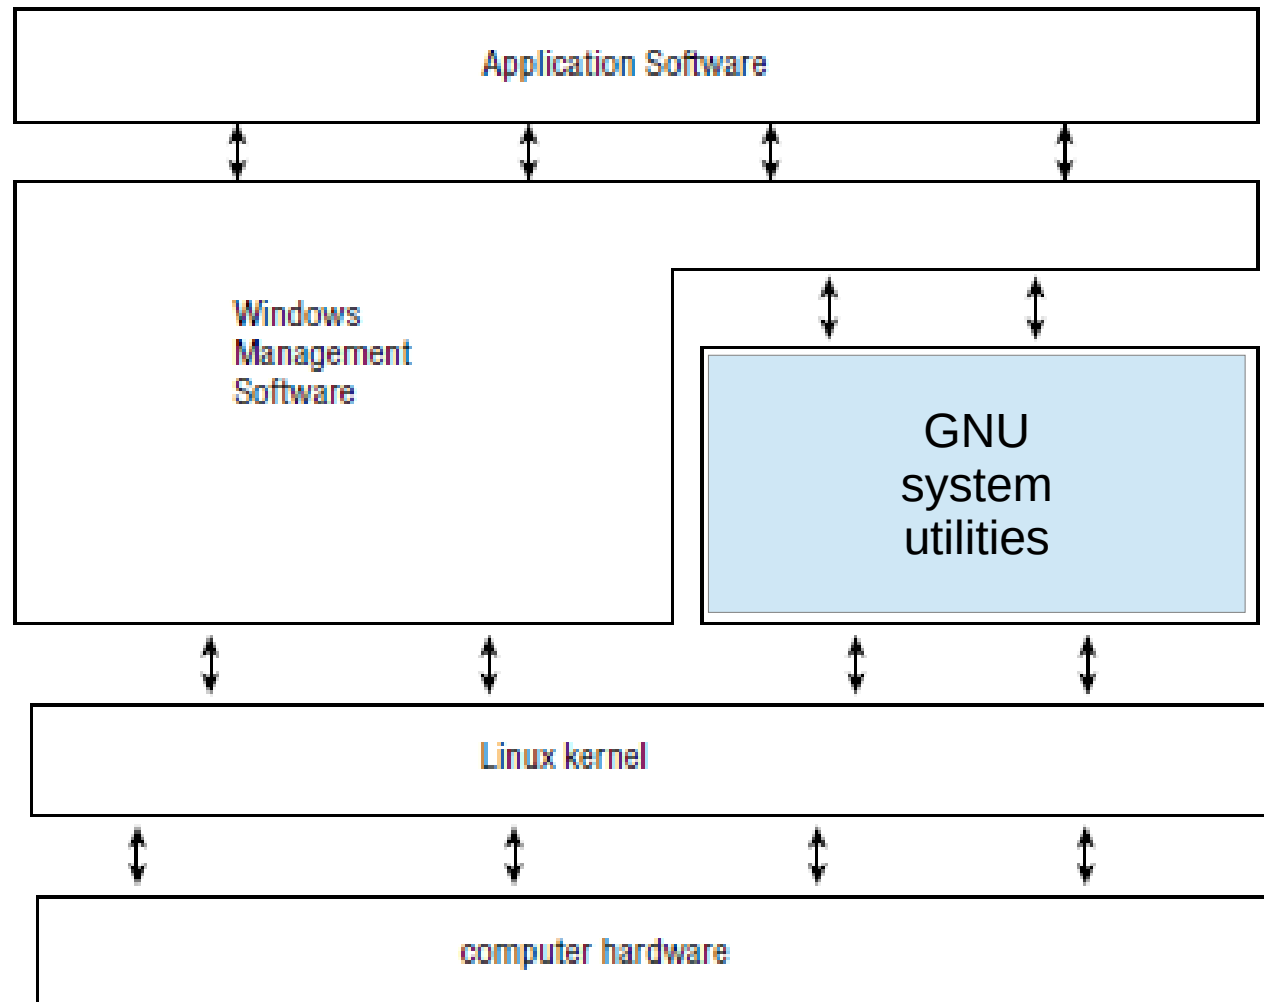 Application Software
Windows
Management
Software
GNU
system
utilities
Linux kernel
computer hardware